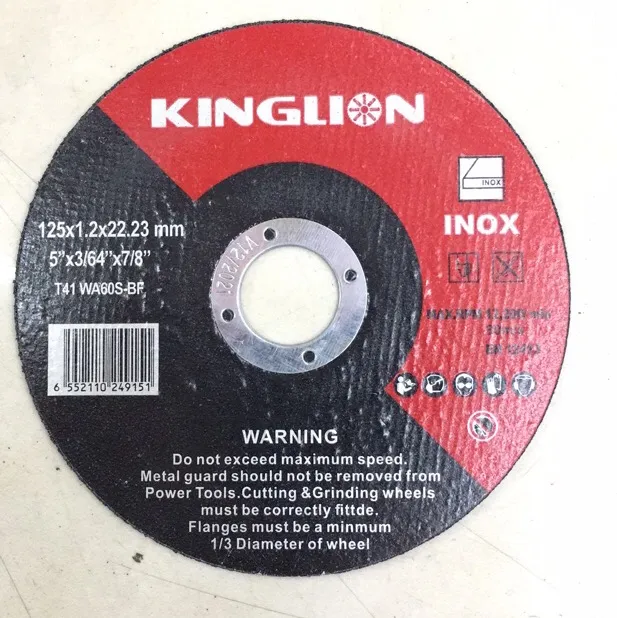 KINGLION
INOX
INOX
125x1.2x22.23 mm
5"x3/64"x7/8"
T41 WA60S-BF
V12/2021
6 552110 249151
WARNING
Do not exceed maximum speed.
Metal guard should not be removed from
Power Tools.Cutting &Grinding wheels
must be correctly fittde.
Flanges must be a minmum
1/3 Diameter of wheel